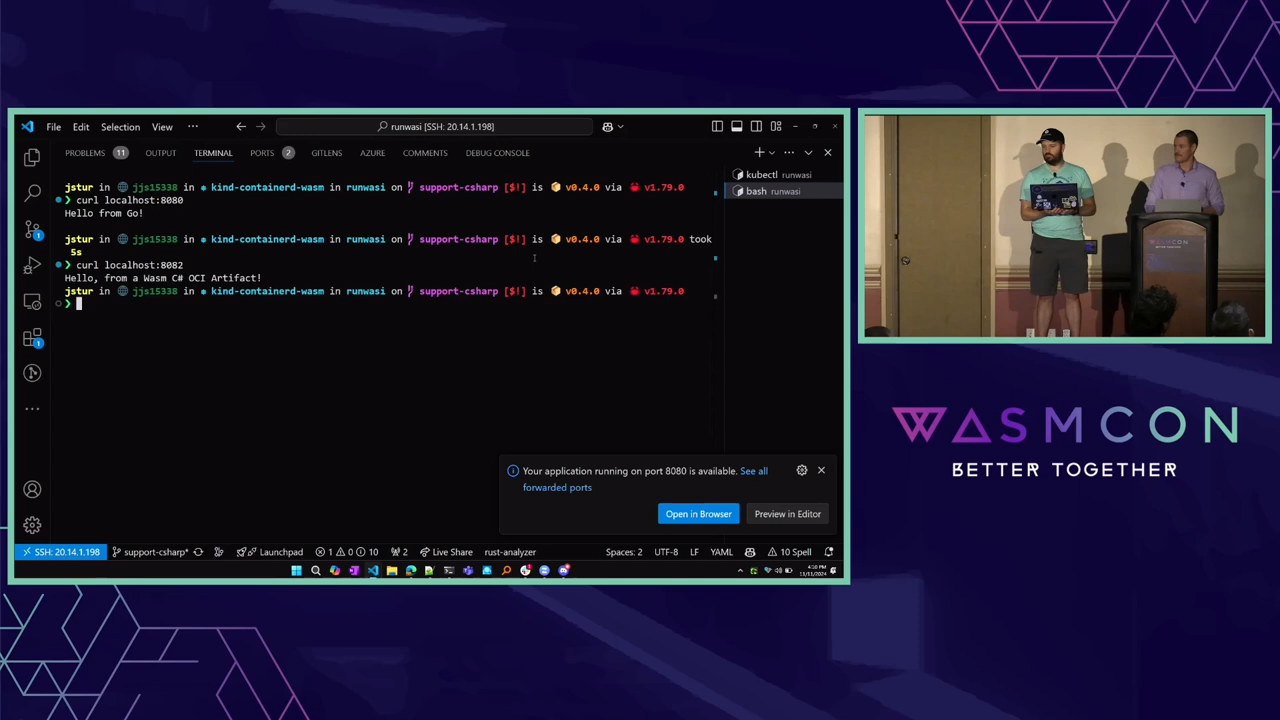 File Edit Selection View ··· runwasi [SSH: 20.14.1.198]
PROBLEMS 11 OUTPUT TERMINAL PORTS 2 GITLENS AZURE COMMENTS DEBUG CONSOLE
kubectl runwasi
bash runwasi
jstur in jjs15338 in kind-containerd-wasm in runwasi on support-csharp [$!] is v0.4.0 via v1.79.0
❯ curl localhost:8080
Hello from Go!
jstur in jjs15338 in kind-containerd-wasm in runwasi on support-csharp [$!] is v0.4.0 via v1.79.0 took
5s
❯ curl localhost:8082
Hello, from a Wasm C# OCI Artifact!
jstur in jjs15338 in kind-containerd-wasm in runwasi on support-csharp [$!] is v0.4.0 via v1.79.0
❯
Your application running on port 8080 is available. See all
forwarded ports
Open in Browser Preview in Editor
SSH: 20.14.1.198 support-csharp* Launchpad 1 0 10 2 Live Share rust-analyzer Spaces: 2 UTF-8 LF YAML 10 Spell
WASMCON
WASMCON
BETTER TOGETHER